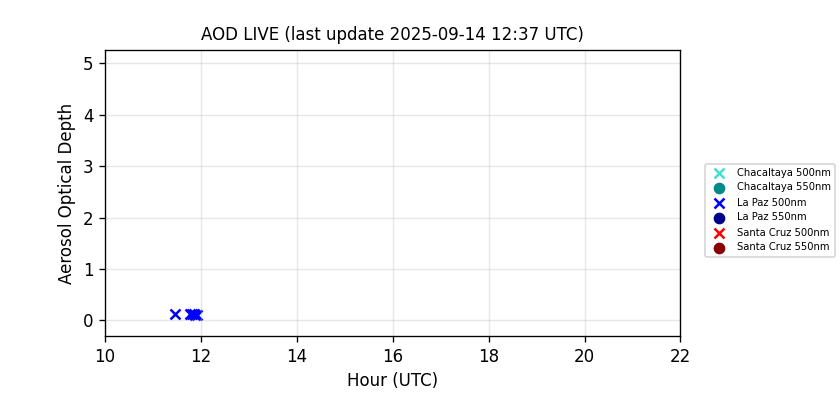 AOD LIVE (last update 2025-09-14 12:37 UTC)
5
4
3
2
1
0
Aerosol Optical Depth
10 12 14 16 18 20 22
Hour (UTC)
Chacaltaya 500nm
Chacaltaya 550nm
La Paz 500nm
La Paz 550nm
Santa Cruz 500nm
Santa Cruz 550nm